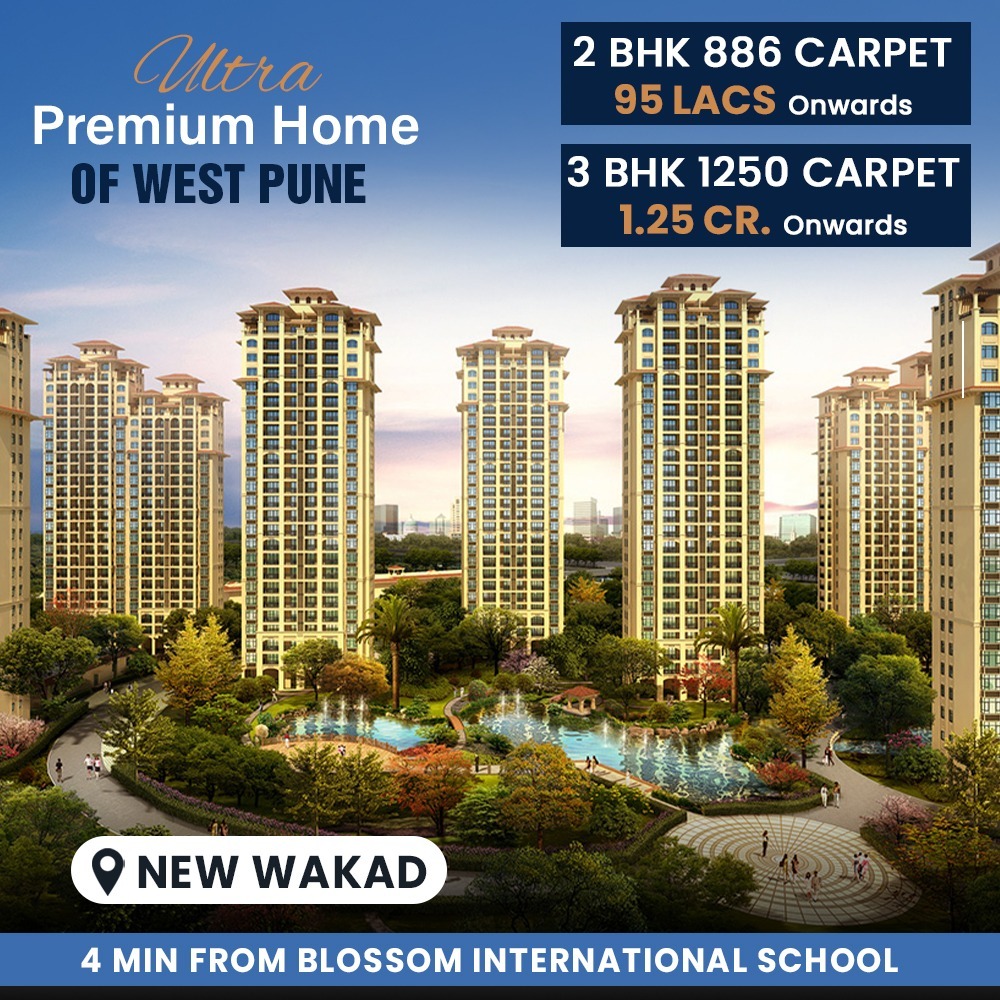 Ultra
Premium Home
OF WEST PUNE
2 BHK 886 CARPET
95 LACS Onwards
3 BHK 1250 CARPET
1.25 CR. Onwards
NEW WAKAD
4 MIN FROM BLOSSOM INTERNATIONAL SCHOOL